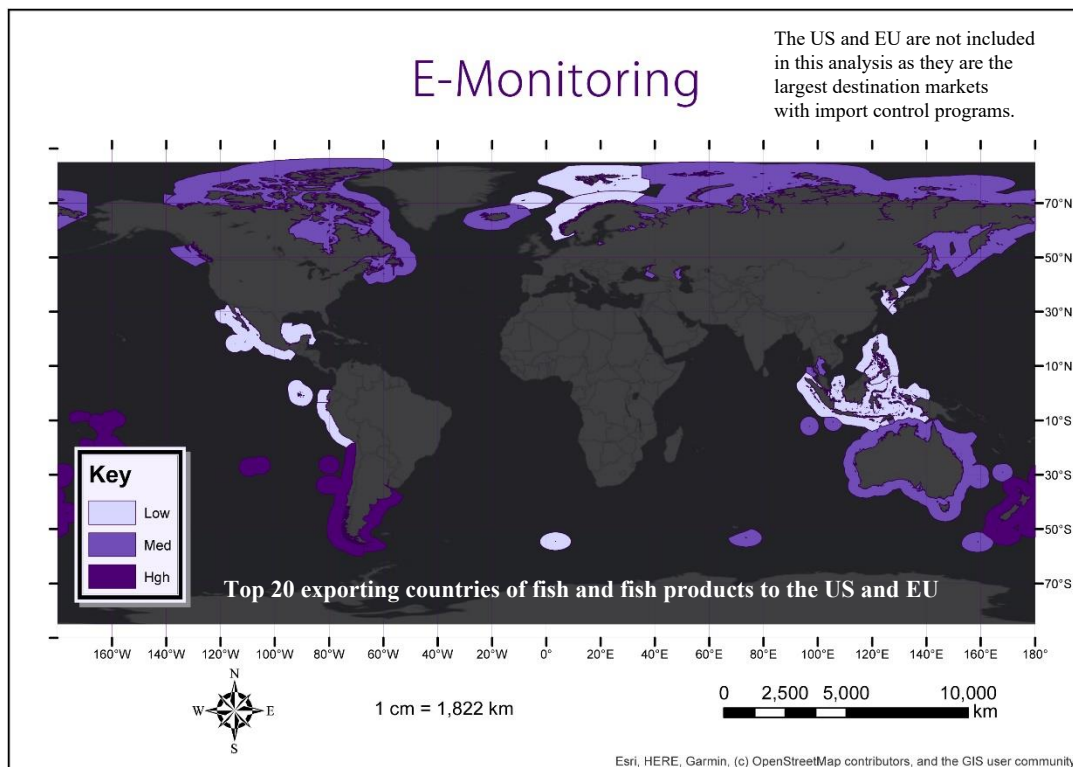 E-Monitoring
The US and EU are not included
in this analysis as they are the
largest destination markets
with import control programs.
70°N
50°N
30°N
10°N
10°S
30°S
50°S
70°S
Key
Low
Med
Hgh
Top 20 exporting countries of fish and fish products to the US and EU
160°W 140°W 120°W 100°W 80°W 60°W 40°W 20°W 0° 20°E 40°E 60°E 80°E 100°E 120°E 140°E 160°E 180°
N
W E
S
1 cm = 1,822 km
0 2,500 5,000 10,000
km
Esri, HERE, Garmin, (c) OpenStreetMap contributors, and the GIS user community